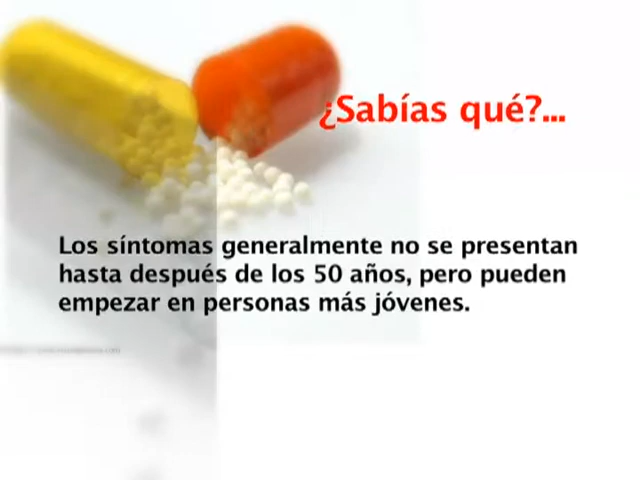 ¿Sabías qué?...
Los síntomas generalmente no se presentan
hasta después de los 50 años, pero pueden
empezar en personas más jóvenes.